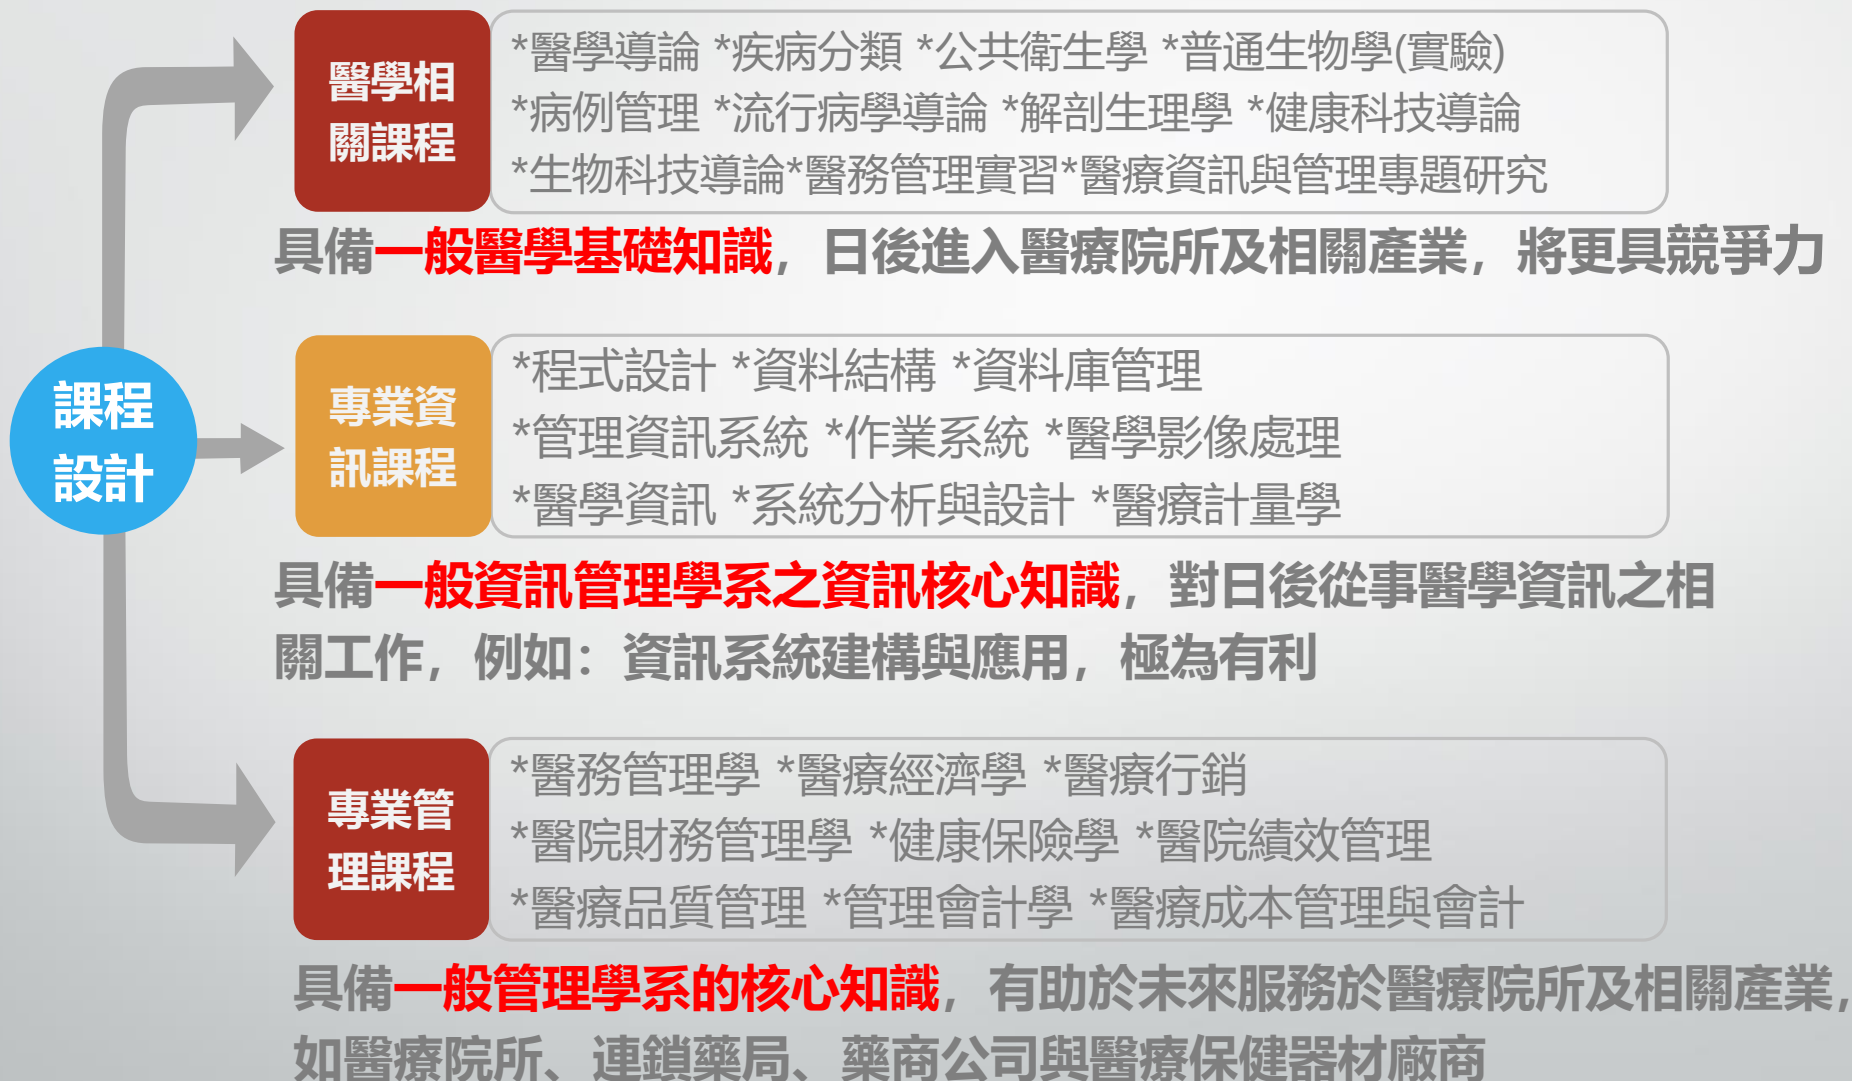 課程
設計
醫學相
關課程
*醫學導論 *疾病分類 *公共衛生學 *普通生物學(實驗)
*病例管理 *流行病學導論 *解剖生理學 *健康科技導論
*生物科技導論*醫務管理實習*醫療資訊與管理專題研究
具備一般醫學基礎知識，日後進入醫療院所及相關產業，將更具競爭力
專業資
訊課程
*程式設計 *資料結構 *資料庫管理
*管理資訊系統 *作業系統 *醫學影像處理
*醫學資訊 *系統分析與設計 *醫療計量學
具備一般資訊管理學系之資訊核心知識，對日後從事醫學資訊之相
關工作，例如：資訊系統建構與應用，極為有利
專業管
理課程
*醫務管理學 *醫療經濟學 *醫療行銷
*醫院財務管理學 *健康保險學 *醫院績效管理
*醫療品質管理 *管理會計學 *醫療成本管理與會計
具備一般管理學系的核心知識，有助於未來服務於醫療院所及相關產業，
如醫療院所、連鎖藥局、藥商公司與醫療保健器材廠商